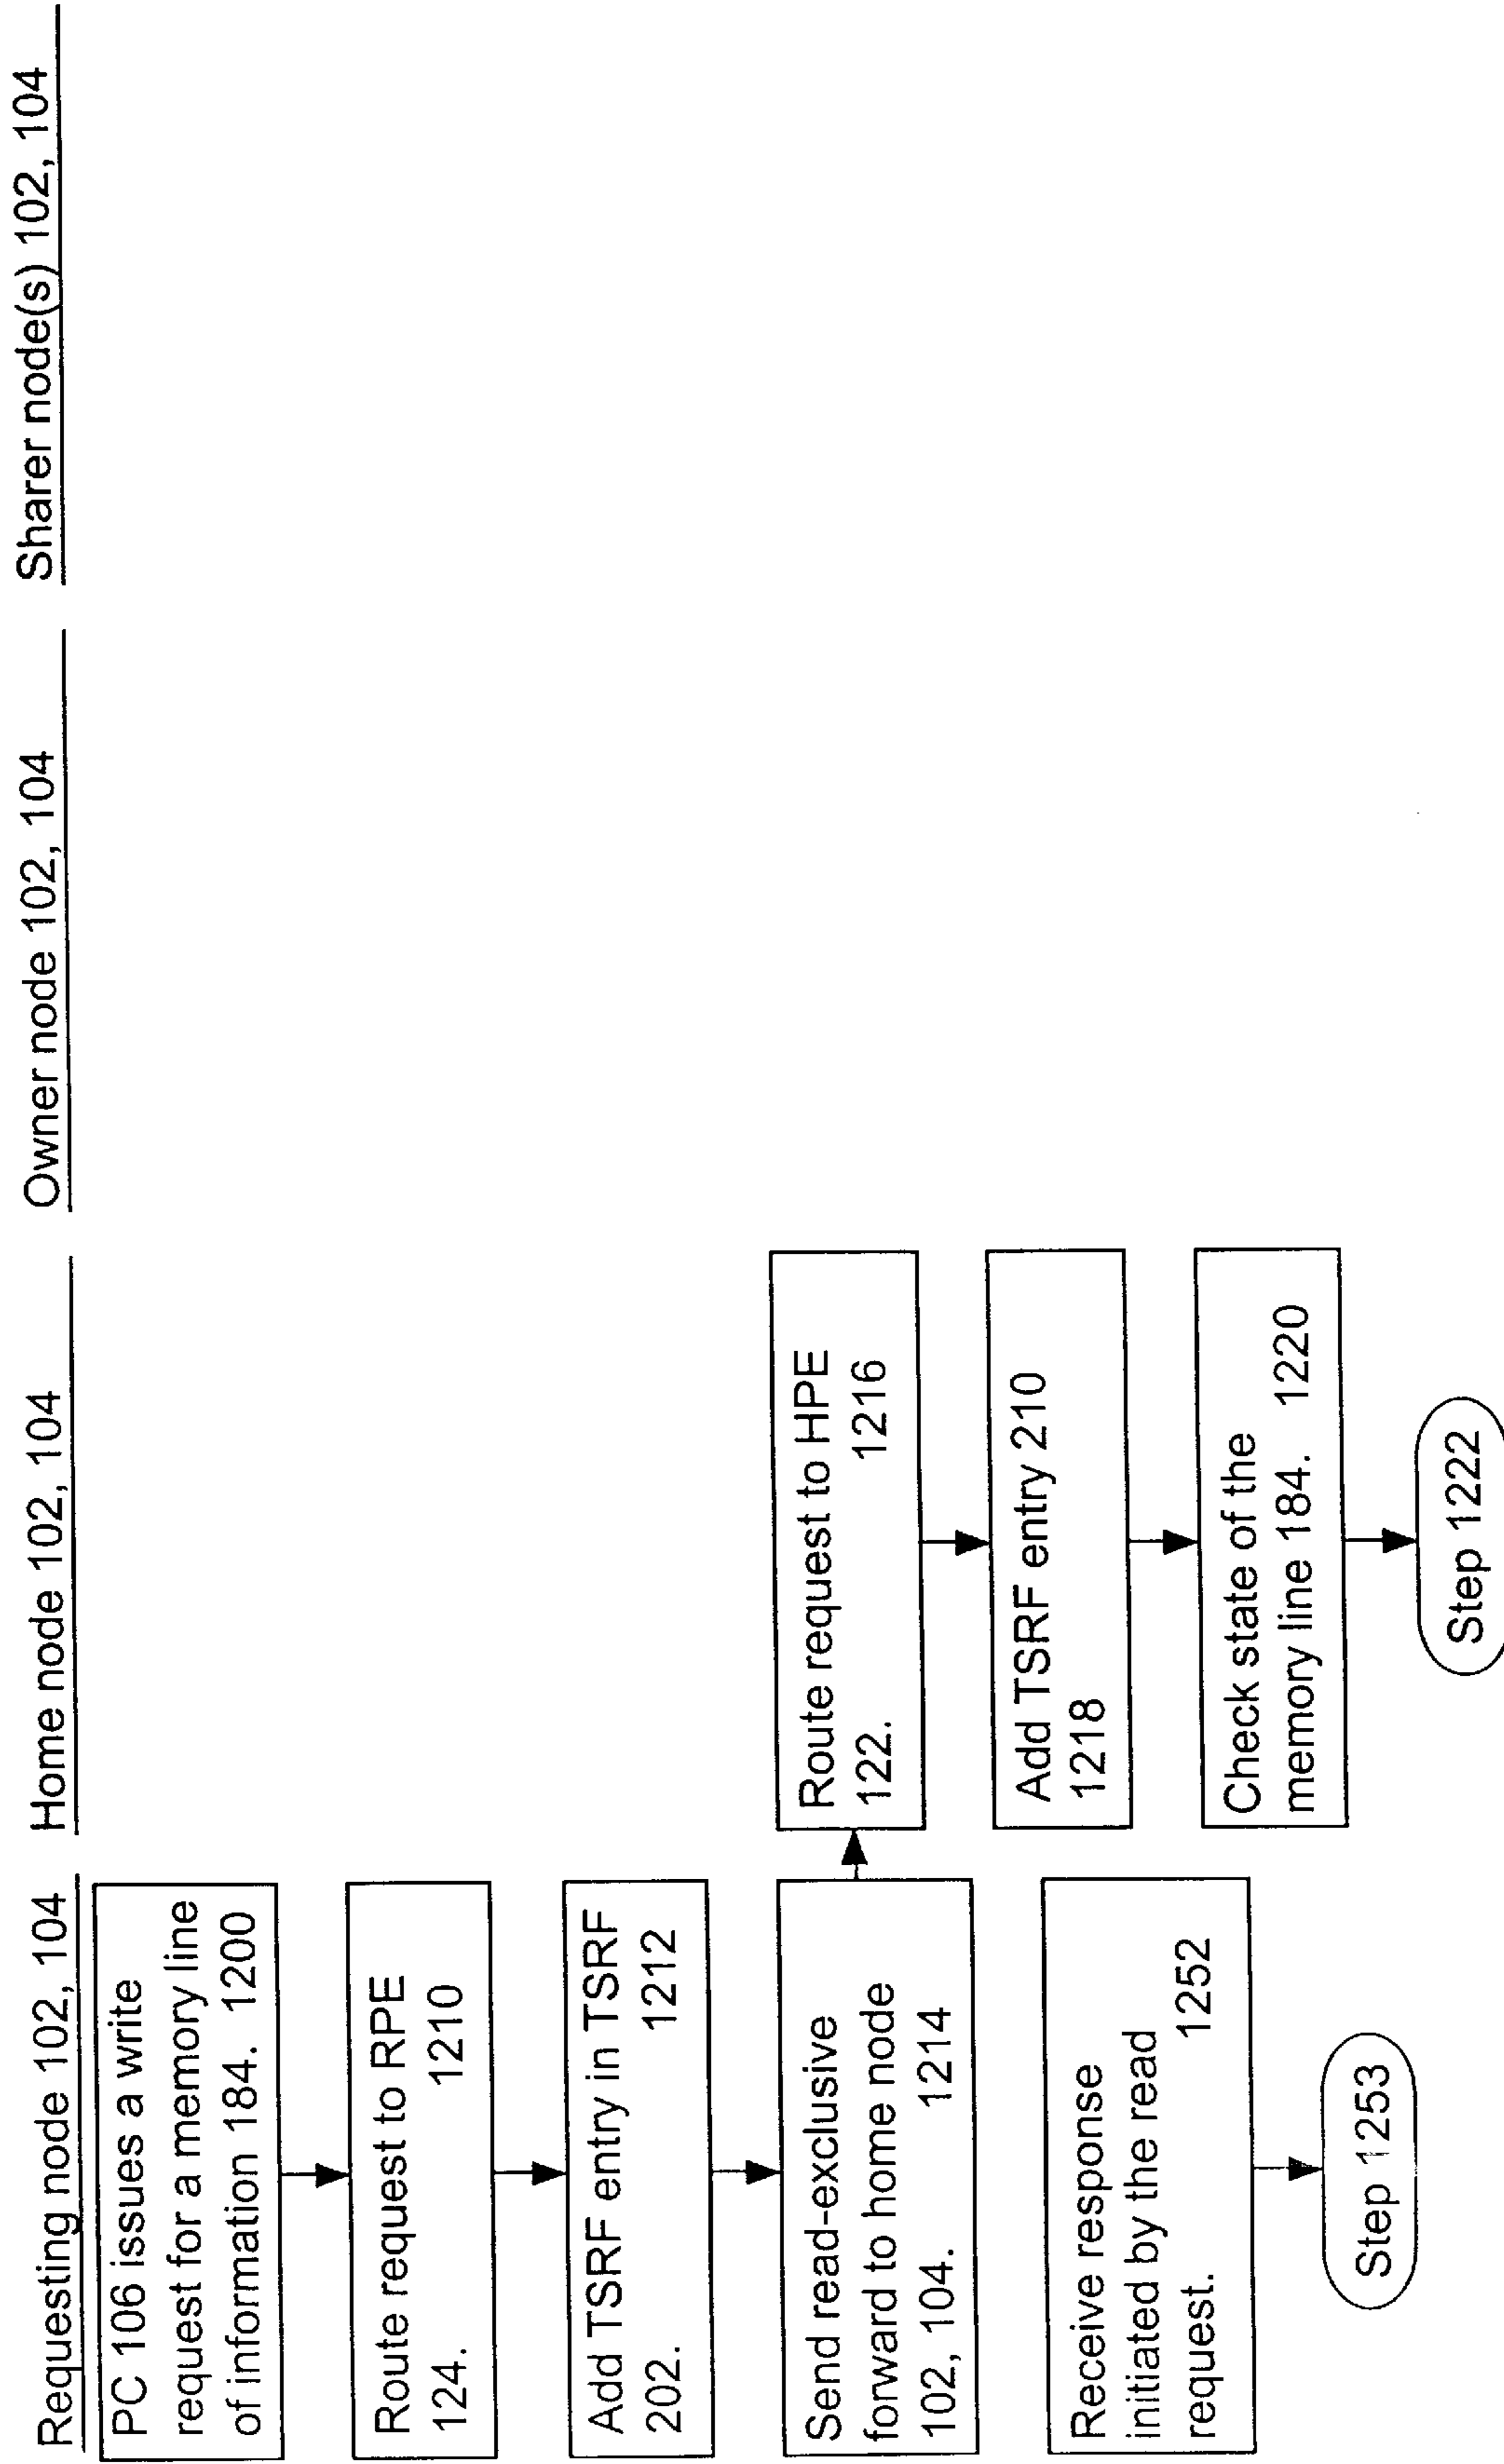 Requesting node 102, 104
Home node 102, 104
Owner node 102, 104
Sharer node(s) 102, 104
PC 106 issues a write
request for a memory line
of information 184. 1200
Route request to RPE
124. 1210
Add TSRF entry in TSRF
202. 1212
Send read-exclusive
forward to home node
102, 104. 1214
Route request to HPE
122. 1216
Add TSRF entry 210
1218
Check state of the
memory line 184. 1220
Step 1222
Receive response
initiated by the read
request. 1252
Step 1253